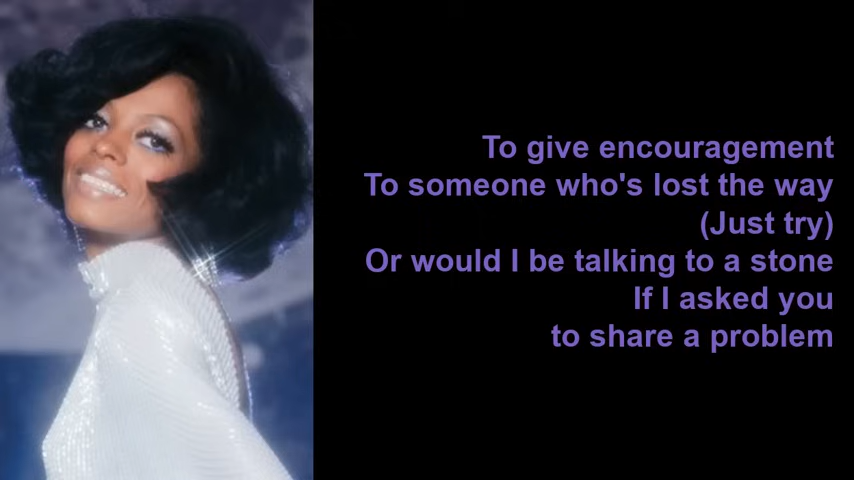 To give encouragement
To someone who's lost the way
(Just try)
Or would I be talking to a stone
If I asked you
to share a problem